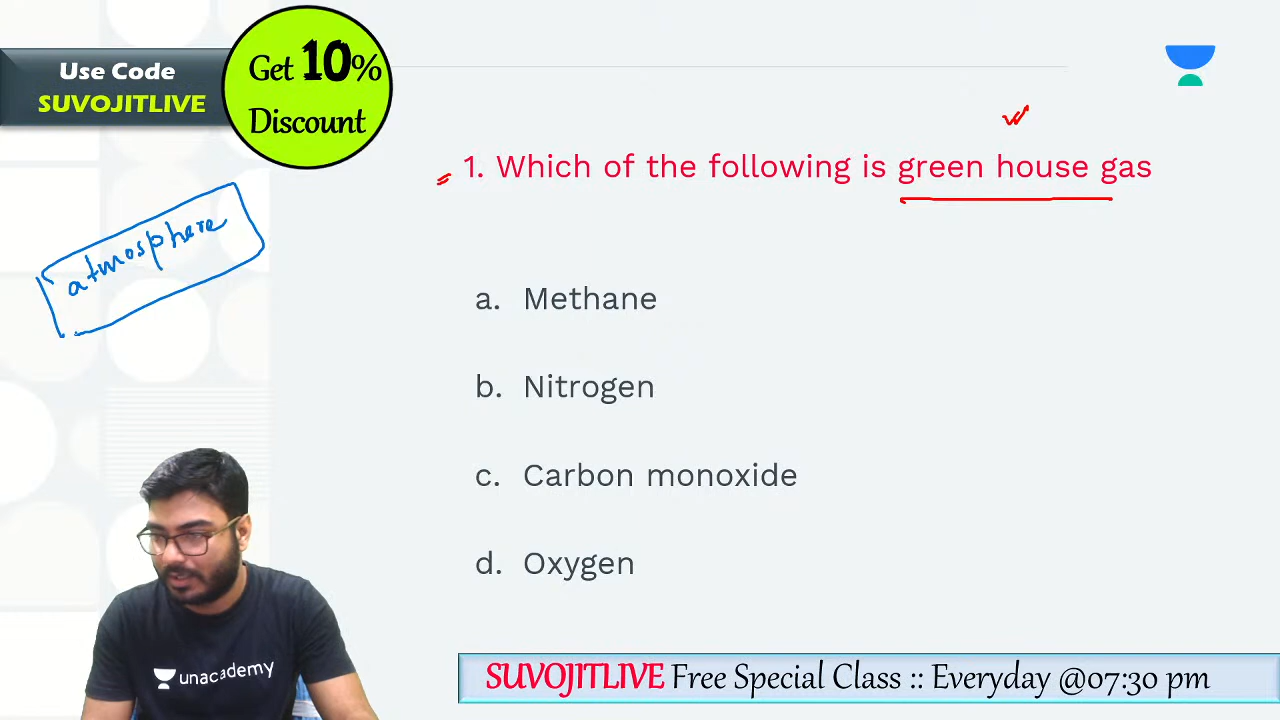 Use Code
SUVOJITLIVE
Get 10%
Discount
1. Which of the following is green house gas
atmosphere
a. Methane
b. Nitrogen
c. Carbon monoxide
d. Oxygen
unacademy
SUVOJITLIVE Free Special Class :: Everyday @07:30 pm